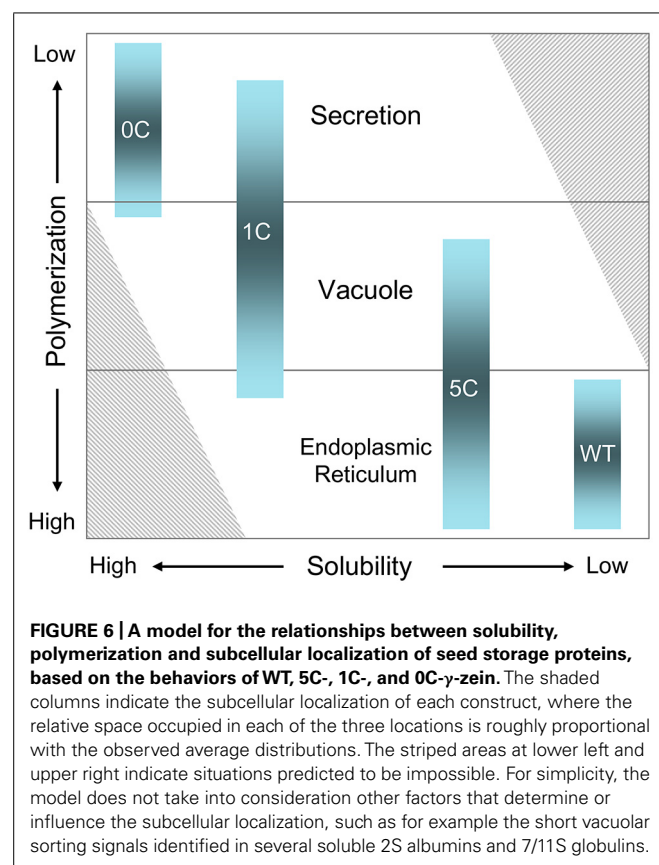 Low
Secretion
0C
1C
Polymerization
Vacuole
5C
Endoplasmic
Reticulum
WT
High
High
Solubility
Low
FIGURE 6 | A model for the relationships between solubility,
polymerization and subcellular localization of seed storage proteins,
based on the behaviors of WT, 5C-, 1C-, and 0C-γ-zein. The shaded
columns indicate the subcellular localization of each construct, where the
relative space occupied in each of the three locations is roughly proportional
with the observed average distributions. The striped areas at lower left and
upper right indicate situations predicted to be impossible. For simplicity, the
model does not take into consideration other factors that determine or
influence the subcellular localization, such as for example the short vacuolar
sorting signals identified in several soluble 2S albumins and 7/11S globulins.